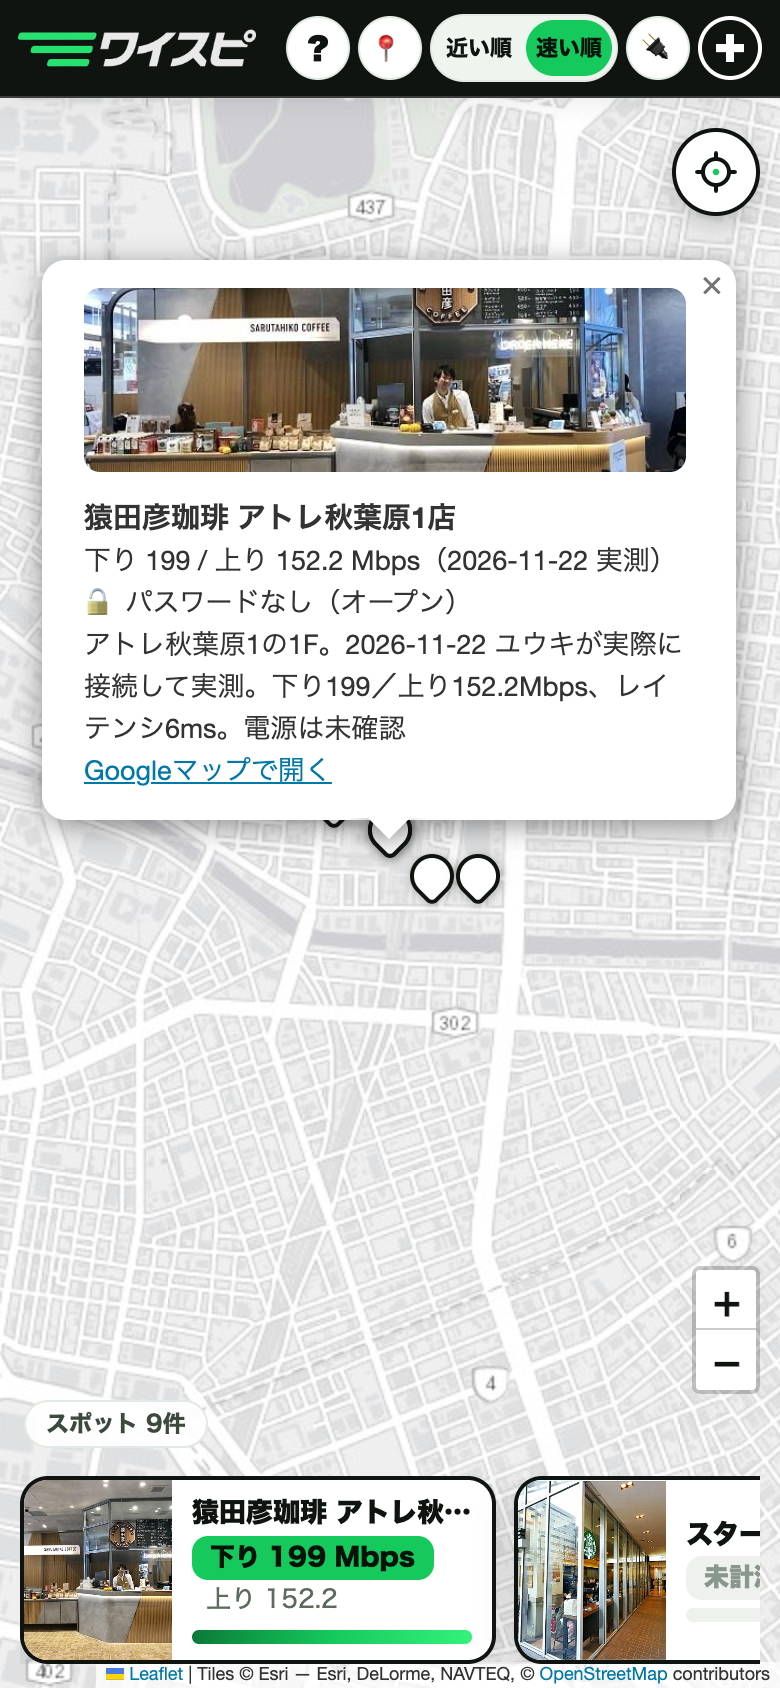 ワイスピ
?
近い順
速い順
437
SARUTAHIKO COFFEE
COFFEE
ORDER HERE
猿田彦珈琲 アトレ秋葉原1店
下り 199 / 上り 152.2 Mbps（2026-11-22 実測）
パスワードなし（オープン）
アトレ秋葉原1の1F。2026-11-22 ユウキが実際に
接続して実測。下り199／上り152.2Mbps、レイ
テンシ6ms。電源は未確認
Googleマップで開く
302
6
+
−
4
スポット 9件
猿田彦珈琲 アトレ秋…
下り 199 Mbps
上り 152.2
スター
未計
402
Leaflet | Tiles © Esri — Esri, DeLorme, NAVTEQ, © OpenStreetMap contributors